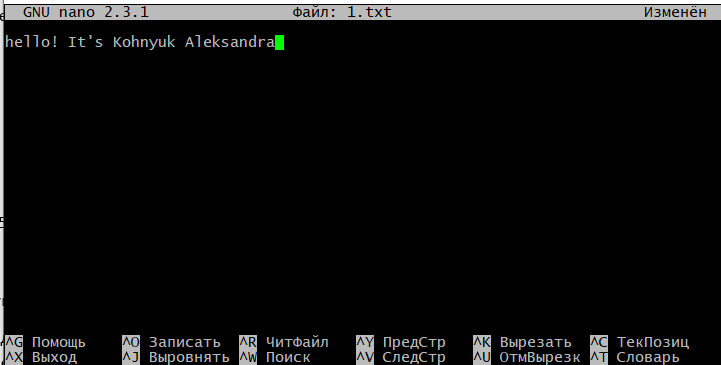 GNU nano 2.3.1 Файл: 1.txt Изменён
hello! It's Kohnyuk Aleksandra
^G Помощь ^O Записать ^R ЧитФайл ^Y ПредСтр ^K Вырезать ^C ТекПозиц
^X Выход ^J Выровнять ^W Поиск ^V СледСтр ^U ОтмВырезк ^T Словарь